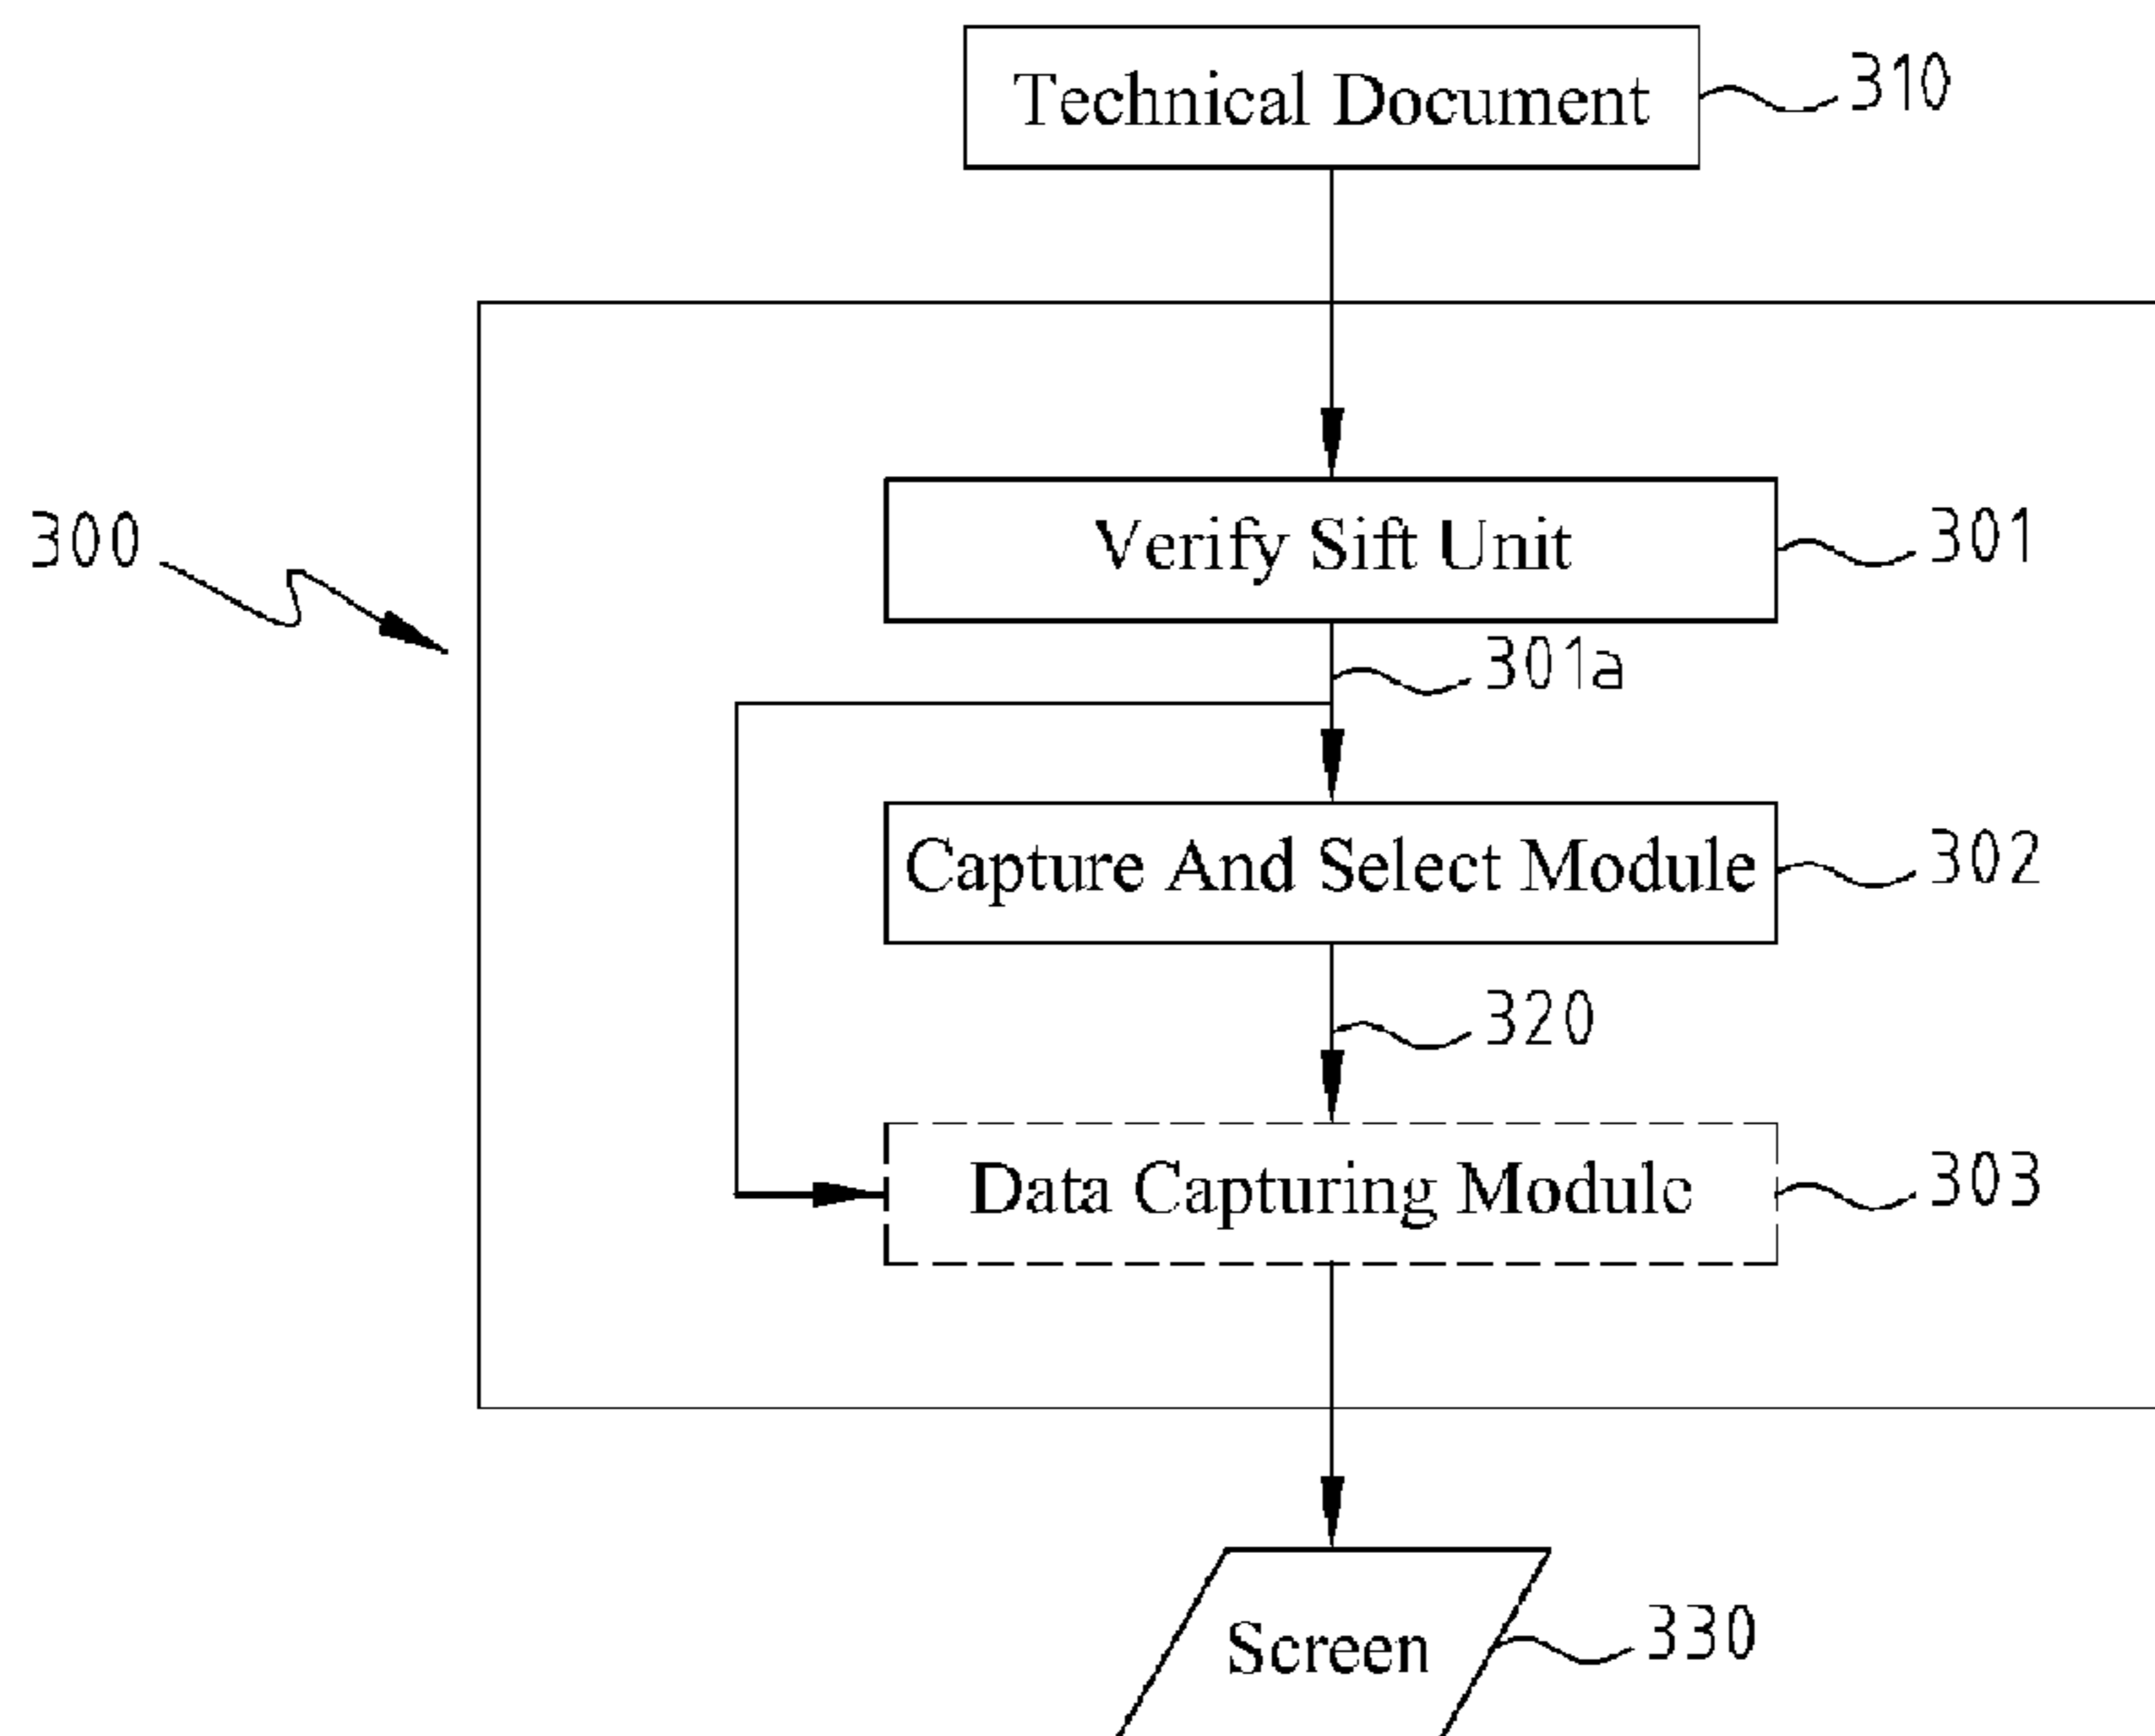 Technical Document
310
300
Verify Sift Unit
301
301a
Capture And Select Module
302
320
Data Capturing Module
303
Screen
330